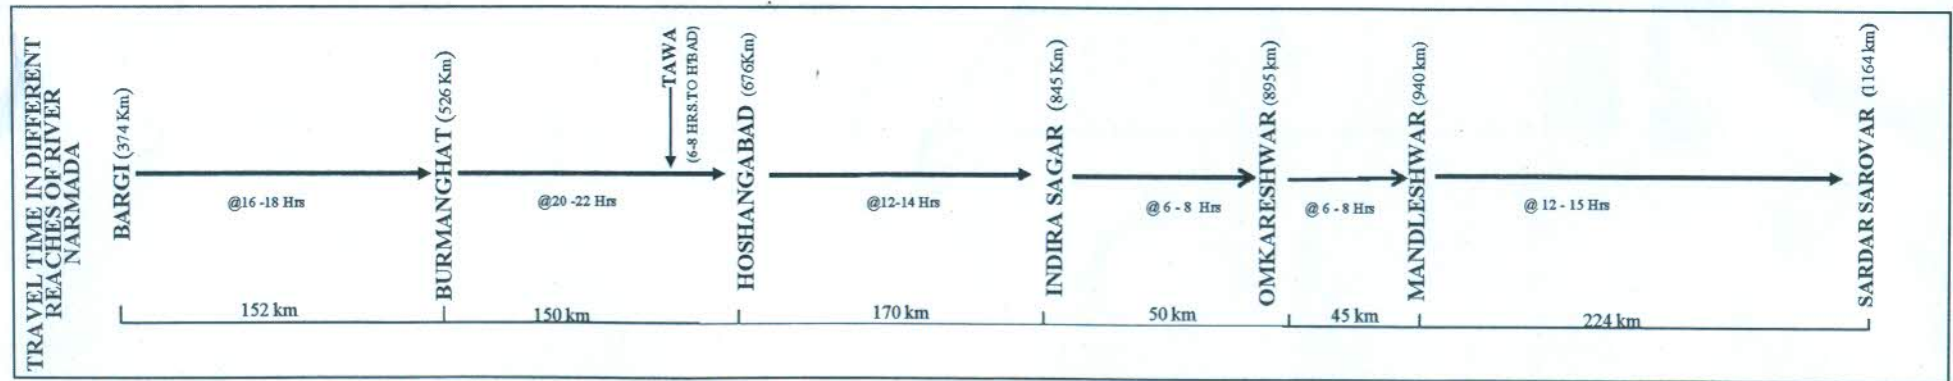 TRAVEL TIME IN DIFFERENT
REACHES OF RIVER
NARMADA
BARGI (374 Km)
@16 -18 Hrs
BURMANGHAT (526 Km)
@20 -22 Hrs
TAWA
(6-8 HRS.TO H'BAD)
HOSHANGABAD (676Km)
@12-14 Hrs
INDIRA SAGAR (845 Km)
@ 6 - 8 Hrs
OMKARESHWAR (895 km)
@ 6 - 8 Hrs
MANDLESHWAR (940 km)
@ 12 - 15 Hrs
SARDAR SAROVAR (1164 km)
152 km
150 km
170 km
50 km
45 km
224 km